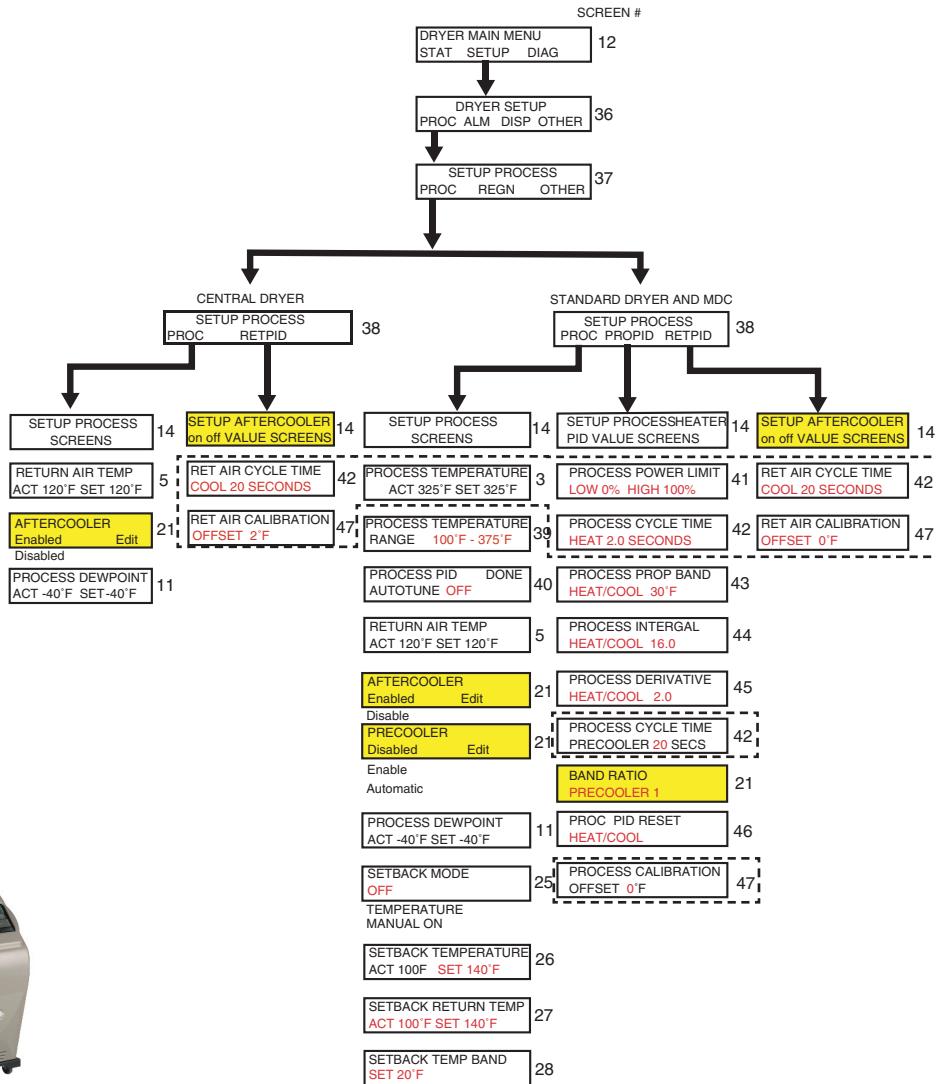 SCREEN #
DRYER MAIN MENU
STAT SETUP DIAG
12
DRYER SETUP
PROC ALM DISP OTHER
36
SETUP PROCESS
PROC REGN OTHER
37
CENTRAL DRYER
SETUP PROCESS
PROC RETPID
38
STANDARD DRYER AND MDC
SETUP PROCESS
PROC PROPID RETPID
38
SETUP PROCESS
SCREENS
14
RETURN AIR TEMP
ACT 120°F SET 120°F
5
AFTERCOOLER
Enabled Edit
21
Disabled
PROCESS DEWPOINT
ACT -40°F SET-40°F
11
SETUP AFTERCOOLER
on off VALUE SCREENS
14
RET AIR CYCLE TIME
COOL 20 SECONDS
42
RET AIR CALIBRATION
OFFSET 2°F
47
SETUP PROCESS
SCREENS
14
PROCESS TEMPERATURE
ACT 325°F SET 325°F
3
PROCESS TEMPERATURE
RANGE 100°F - 375°F
39
PROCESS PID DONE
AUTOTUNE OFF
40
RETURN AIR TEMP
ACT 120°F SET 120°F
5
AFTERCOOLER
Enabled Edit
21
Disable
PRECOOLER
Disabled Edit
21
Enable
Automatic
PROCESS DEWPOINT
ACT -40°F SET -40°F
11
SETBACK MODE
OFF
25
TEMPERATURE
MANUAL ON
SETBACK TEMPERATURE
ACT 100F SET 140°F
26
SETBACK RETURN TEMP
ACT 100°F SET 140°F
27
SETBACK TEMP BAND
SET 20°F
28
SETUP PROCESSHEATER
PID VALUE SCREENS
14
PROCESS POWER LIMIT
LOW 0% HIGH 100%
41
PROCESS CYCLE TIME
HEAT 2.0 SECONDS
42
PROCESS PROP BAND
HEAT/COOL 30°F
43
PROCESS INTERGAL
HEAT/COOL 16.0
44
PROCESS DERIVATIVE
HEAT/COOL 2.0
45
PROCESS CYCLE TIME
PRECOOLER 20 SECS
42
BAND RATIO
PRECOOLER 1
21
PROC PID RESET
HEAT/COOL
46
PROCESS CALIBRATION
OFFSET 0°F
47
SETUP AFTERCOOLER
on off VALUE SCREENS
14
RET AIR CYCLE TIME
COOL 20 SECONDS
42
RET AIR CALIBRATION
OFFSET 0°F
47